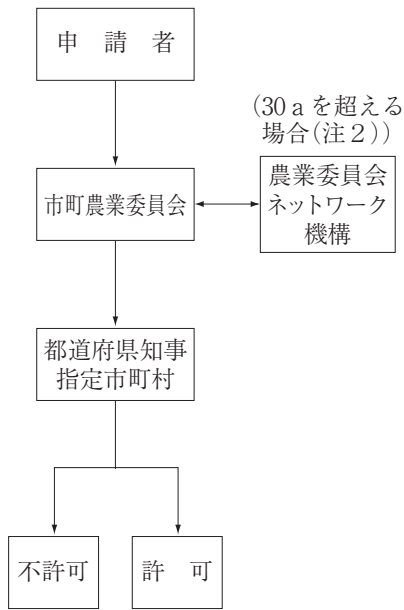 申　請　者
(30 a を超える
場合(注２))
市町農業委員会
農業委員会
ネットワーク
機構
都道府県知事
指定市町村
不許可
許　可